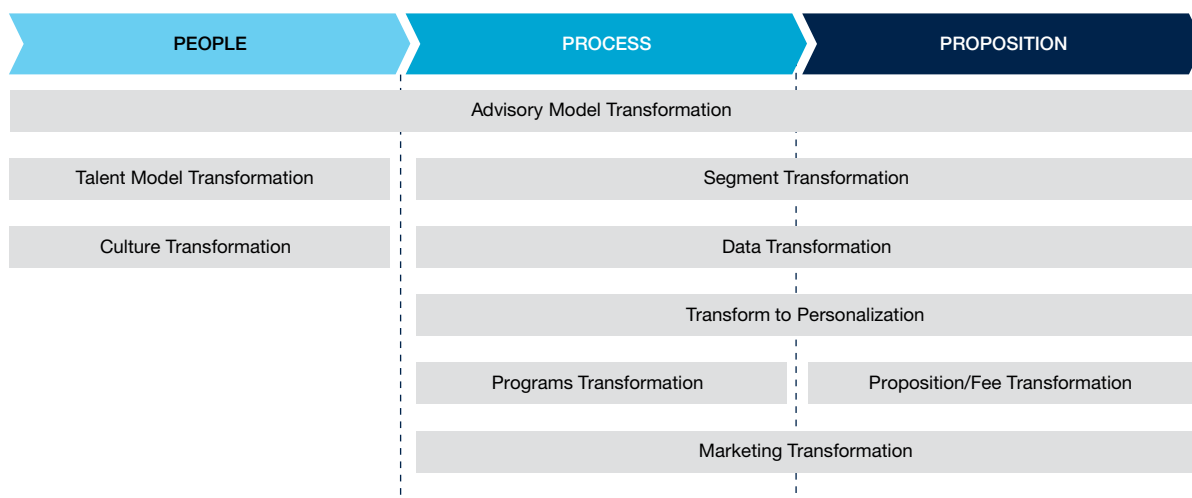 PEOPLE
PROCESS
PROPOSITION
Advisory Model Transformation
Talent Model Transformation
Segment Transformation
Culture Transformation
Data Transformation
Transform to Personalization
Programs Transformation
Proposition/Fee Transformation
Marketing Transformation